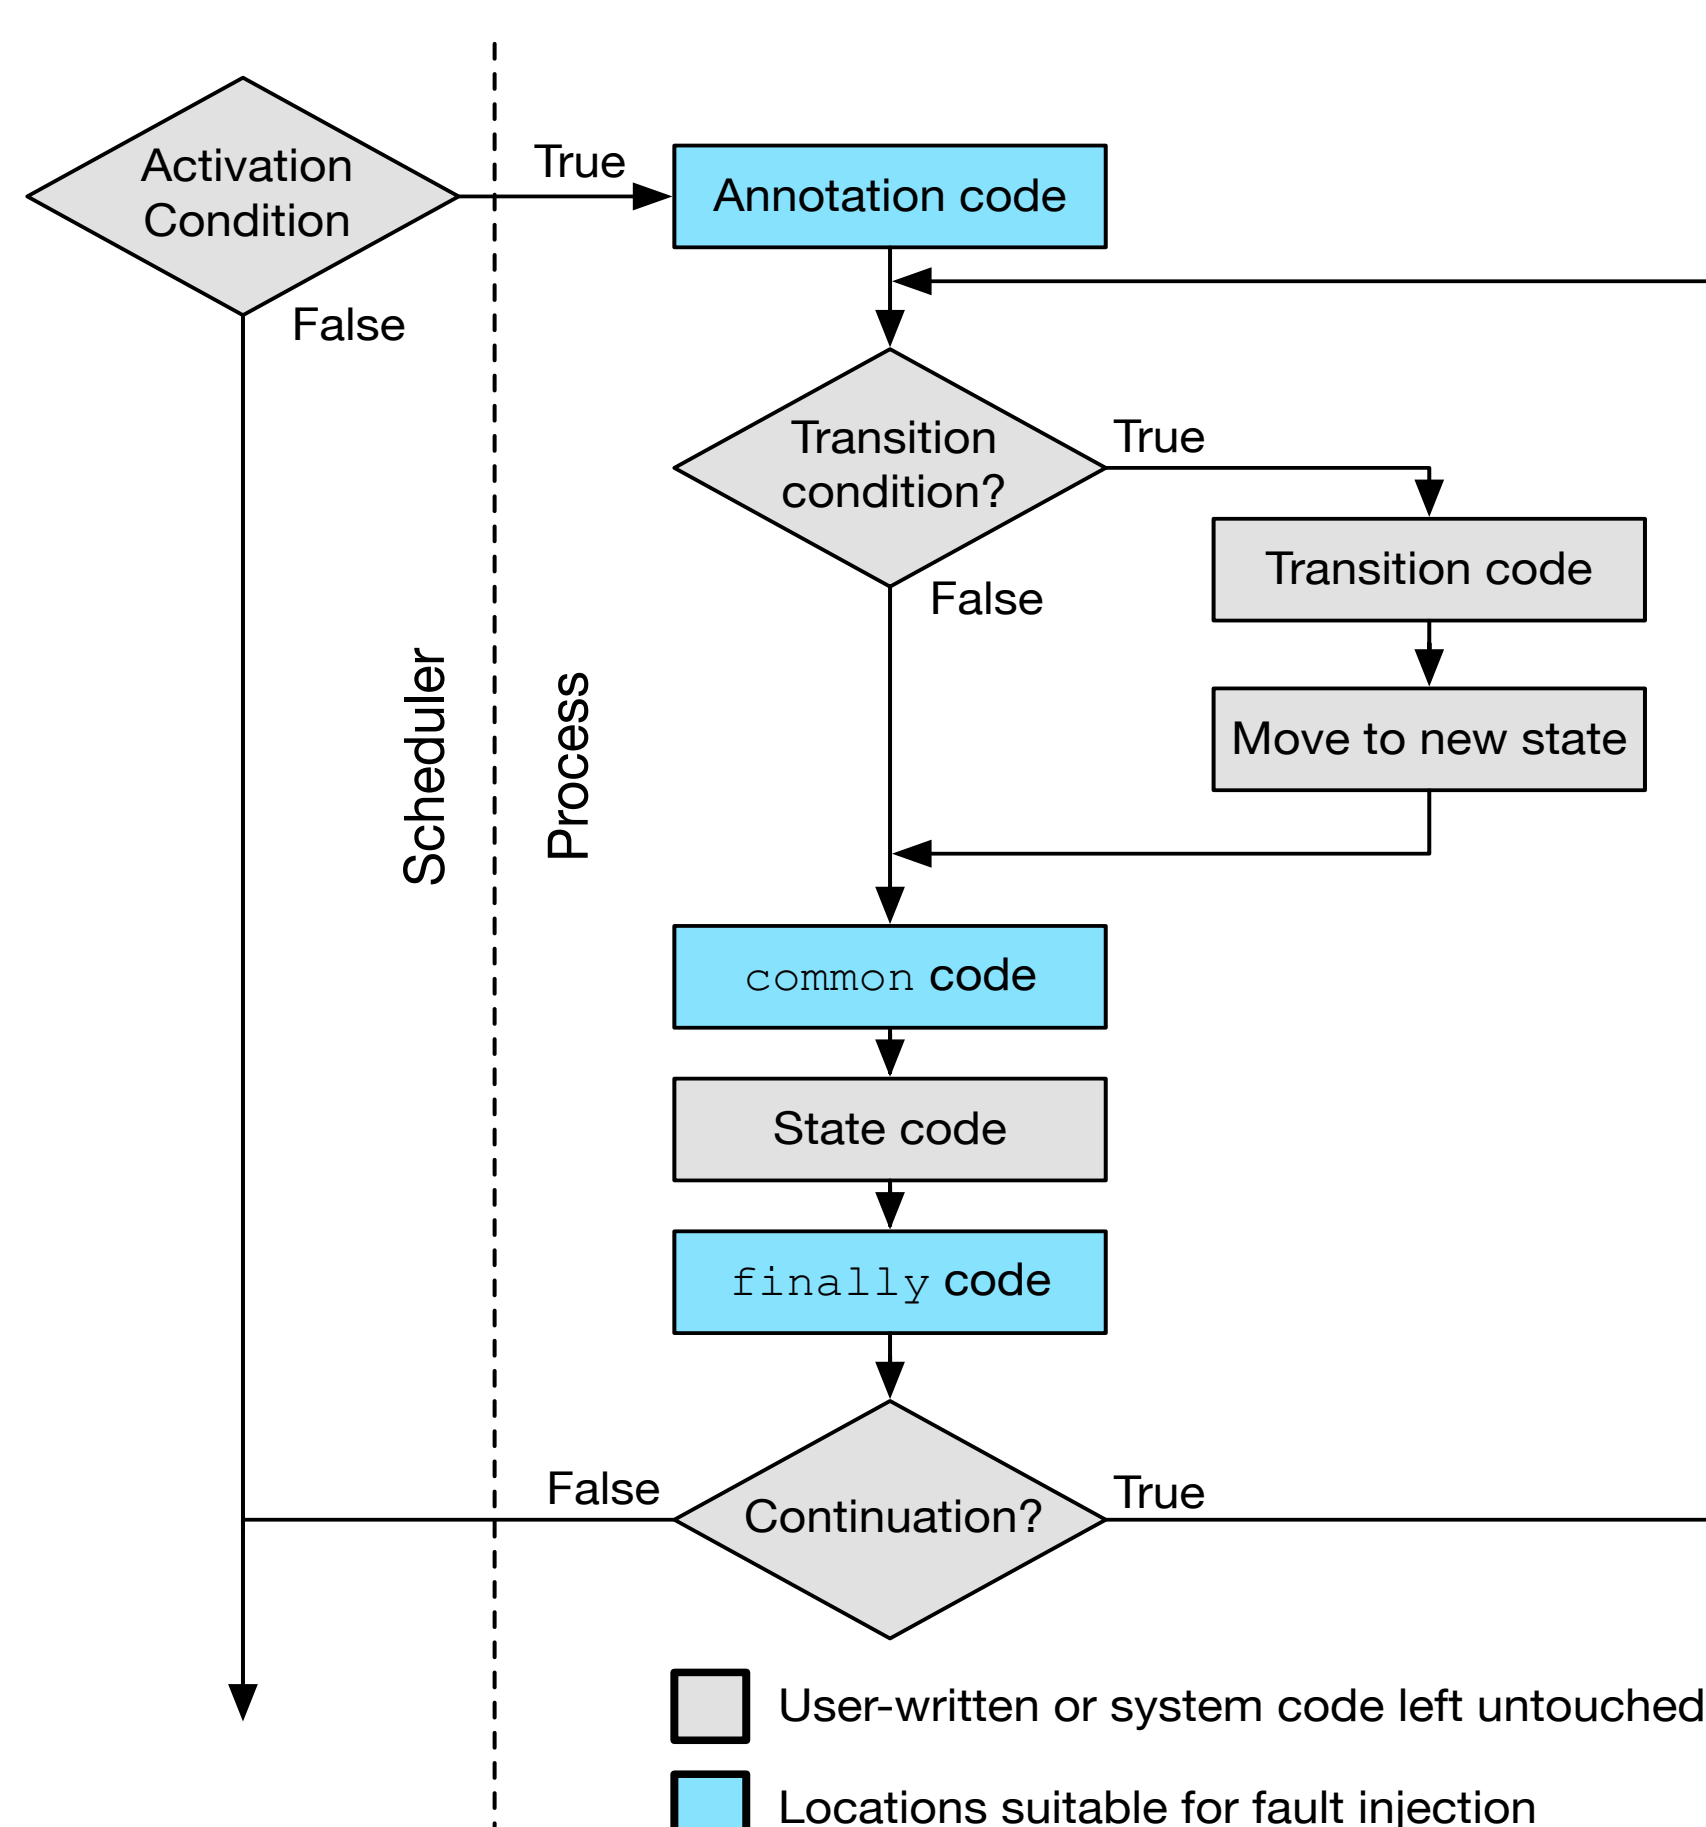 Activation
Condition
True
Annotation code
False
Transition
condition?
True
Transition code
False
Move to new state
Scheduler
Process
common code
State code
finally code
False
Continuation?
True
User-written or system code left untouched
Locations suitable for fault injection